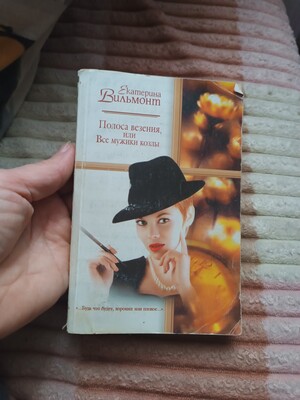 Екатерина
Вильмонт
Полоса везения,
или
Все мужики козлы